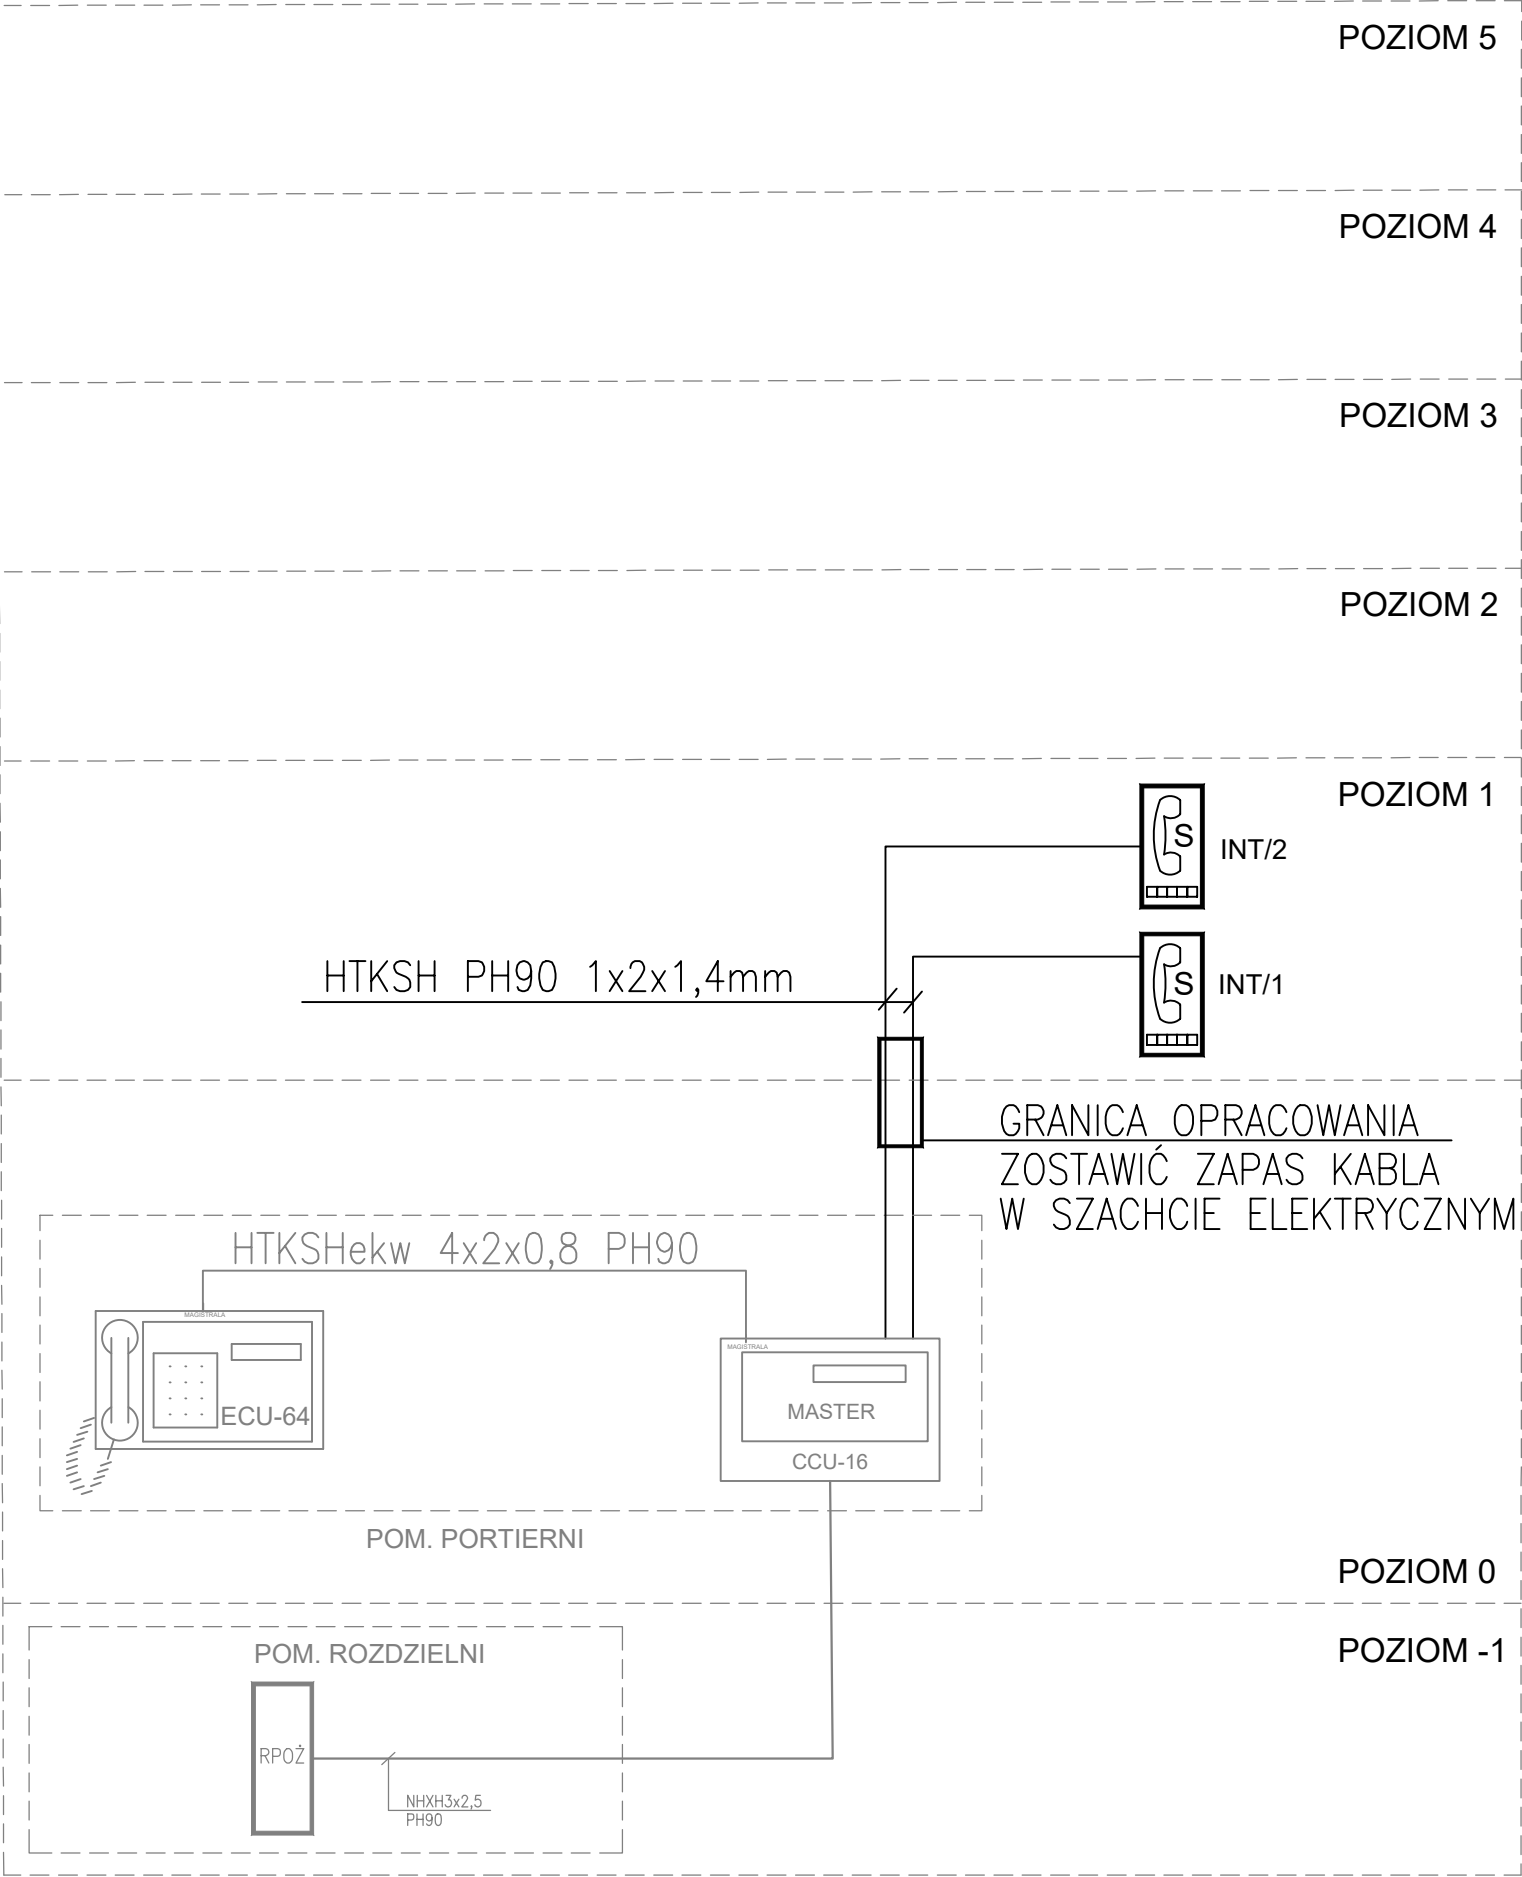 POZIOM 5
POZIOM 4
POZIOM 3
POZIOM 2
POZIOM 1
S
INT/2
HTKSH PH90 1x2x1,4mm
S
INT/1
GRANICA OPRACOWANIA
ZOSTAWIĆ ZAPAS KABLA
W SZACHCIE ELEKTRYCZNYM
HTKSHekw 4x2x0,8 PH90
MAGISTRALA
ECU-64
MAGISTRALA
MASTER
CCU-16
POM. PORTIERNI
POZIOM 0
POM. ROZDZIELNI
POZIOM -1
RPOŻ
NHXH3x2,5
PH90